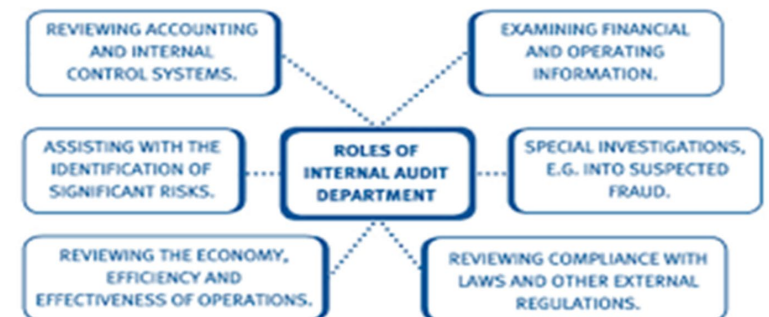 REVIEWING ACCOUNTING
AND INTERNAL
CONTROL SYSTEMS.
EXAMINING FINANCIAL
AND OPERATING
INFORMATION.
ASSISTING WITH THE
IDENTIFICATION OF
SIGNIFICANT RISKS.
ROLES OF
INTERNAL AUDIT
DEPARTMENT
SPECIAL INVESTIGATIONS,
E.G. INTO SUSPECTED
FRAUD.
REVIEWING THE ECONOMY,
EFFICIENCY AND
EFFECTIVENESS OF OPERATIONS.
REVIEWING COMPLIANCE WITH
LAWS AND OTHER EXTERNAL
REGULATIONS.